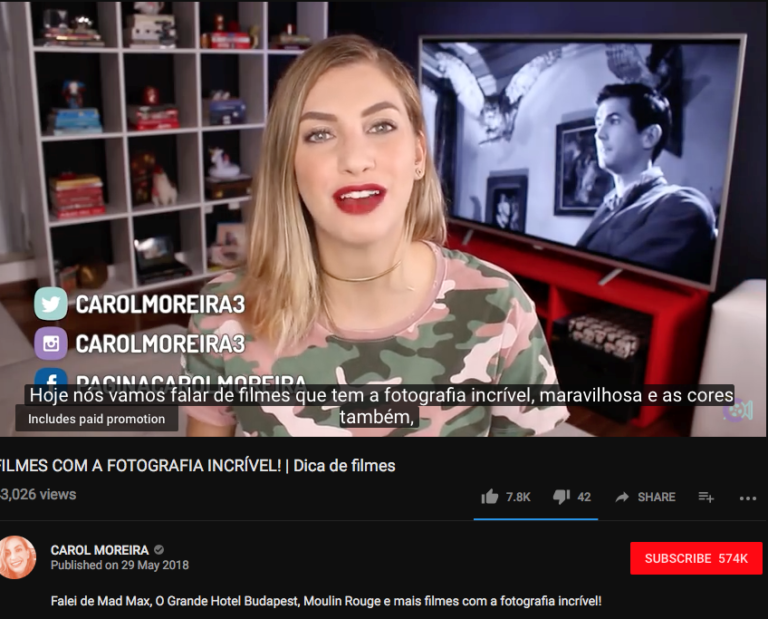 CAROLMOREIRA3
CAROLMOREIRA3
PAGINACAROLMOREIRA
Hoje nós vamos falar de filmes que tem a fotografia incrível, maravilhosa e as cores
também,
Includes paid promotion
FILMES COM A FOTOGRAFIA INCRÍVEL! | Dica de filmes
3,026 views
7.8K
42
SHARE
CAROL MOREIRA
Published on 29 May 2018
SUBSCRIBE 574K
Falei de Mad Max, O Grande Hotel Budapest, Moulin Rouge e mais filmes com a fotografia incrível!